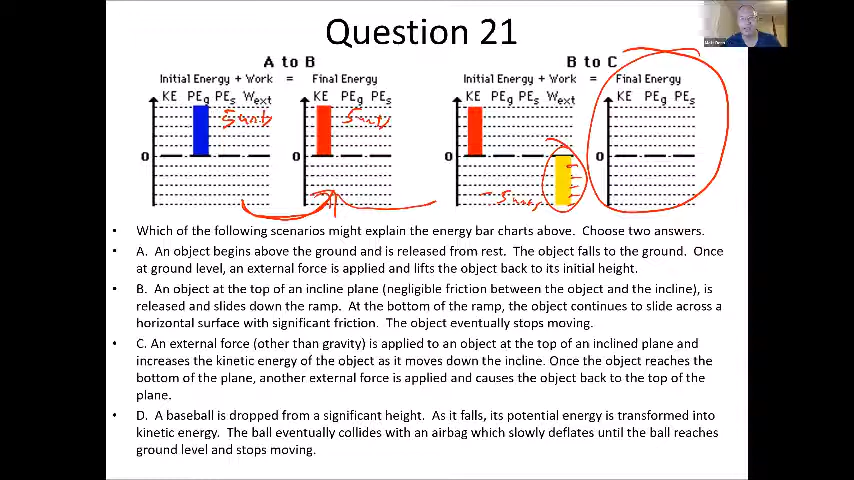 Question 21
A to B
B to C
Initial Energy + Work = Final Energy
Initial Energy + Work = Final Energy
KE PEg PEs Wext KE PEg PEs
KE PEg PEs Wext KE PEg PEs
5 units
5 units
0 0 0 0
-5 units
• Which of the following scenarios might explain the energy bar charts above. Choose two answers.
• A. An object begins above the ground and is released from rest. The object falls to the ground. Once
at ground level, an external force is applied and lifts the object back to its initial height.
• B. An object at the top of an incline plane (negligible friction between the object and the incline), is
released and slides down the ramp. At the bottom of the ramp, the object continues to slide across a
horizontal surface with significant friction. The object eventually stops moving.
• C. An external force (other than gravity) is applied to an object at the top of an inclined plane and
increases the kinetic energy of the object as it moves down the incline. Once the object reaches the
bottom of the plane, another external force is applied and causes the object back to the top of the
plane.
• D. A baseball is dropped from a significant height. As it falls, its potential energy is transformed into
kinetic energy. The ball eventually collides with an airbag which slowly deflates until the ball reaches
ground level and stops moving.